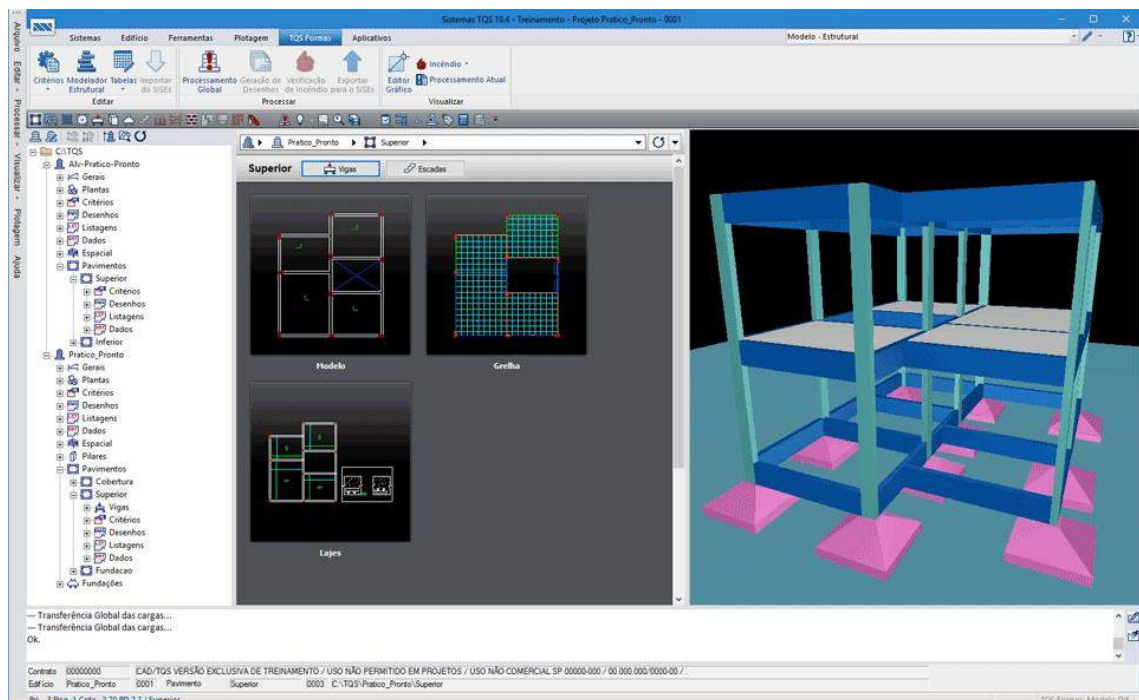 Sistemas TQS 19.4 - Treinamento - Projeto Pratico_Pronto - 0001
Sistemas Edifício Ferramentas Plotagem TQS Formas Aplicativos
Modelo - Estrutural
Arquivo Editar Processar Visualizar Plotagem Ajuda
Critérios Modelador Estrutural Tabelas Importar do SISEs
Processamento Global Geração de Desenhos Verificação de Incêndio Exportar para o SISEs
Editor Gráfico Incêndio Processamento Atual
Editar Processar Visualizar
Pratico_Pronto Superior
Superior Vigas Escadas
C:\TQS
Alv-Pratico-Pronto
Gerais
Plantas
Critérios
Desenhos
Listagens
Dados
Espacial
Pavimentos
Superior
Critérios
Desenhos
Listagens
Dados
Inferior
Pratico_Pronto
Gerais
Plantas
Critérios
Desenhos
Listagens
Dados
Espacial
Pilares
Pavimentos
Cobertura
Superior
Vigas
Critérios
Desenhos
Listagens
Dados
Fundacao
Fundações
Modelo
Grelha
Lajes
--- Transferência Global das cargas...
--- Transferência Global das cargas...
Ok.
Contrato 00000000 CAD/TQS VERSÃO EXCLUSIVA DE TREINAMENTO / USO NÃO PERMITIDO EM PROJETOS / USO NÃO COMERCIAL SP 00000-000 / 00.000.000/0000-00 / .
Edifício Pratico_Pronto 0001 Pavimento Superior 0003 C:\TQS\Pratico_Pronto\Superior